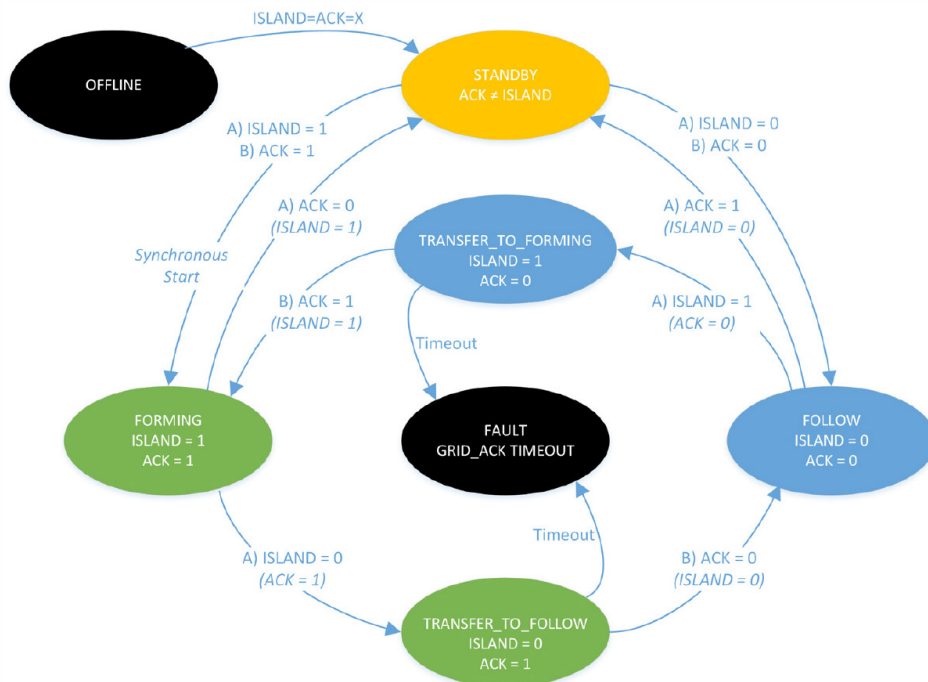 ISLAND=ACK=X
OFFLINE
STANDBY
ACK ≠ ISLAND
A) ISLAND = 1
B) ACK = 1
A) ISLAND = 0
B) ACK = 0
A) ACK = 0
(ISLAND = 1)
A) ACK = 1
(ISLAND = 0)
TRANSFER_TO_FORMING
ISLAND = 1
ACK = 0
Synchronous
Start
B) ACK = 1
(ISLAND = 1)
A) ISLAND = 1
(ACK = 0)
Timeout
FORMING
ISLAND = 1
ACK = 1
FAULT
GRID_ACK TIMEOUT
FOLLOW
ISLAND = 0
ACK = 0
Timeout
A) ISLAND = 0
(ACK = 1)
B) ACK = 0
(ISLAND = 0)
TRANSFER_TO_FOLLOW
ISLAND = 0
ACK = 1